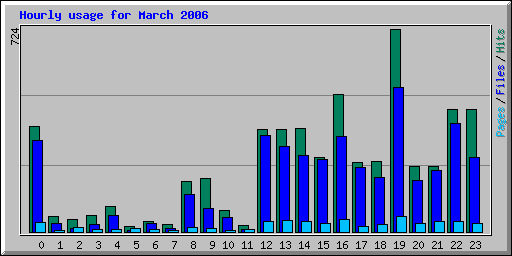 Hourly usage for March 2006
724
Pages / Files / Hits
0 1 2 3 4 5 6 7 8 9 10 11 12 13 14 15 16 17 18 19 20 21 22 23